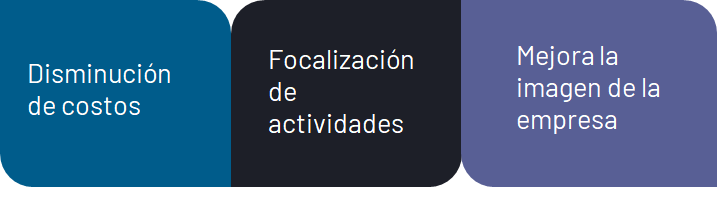 Disminución
de costos
Focalización
de
actividades
Mejora la
imagen de la
empresa